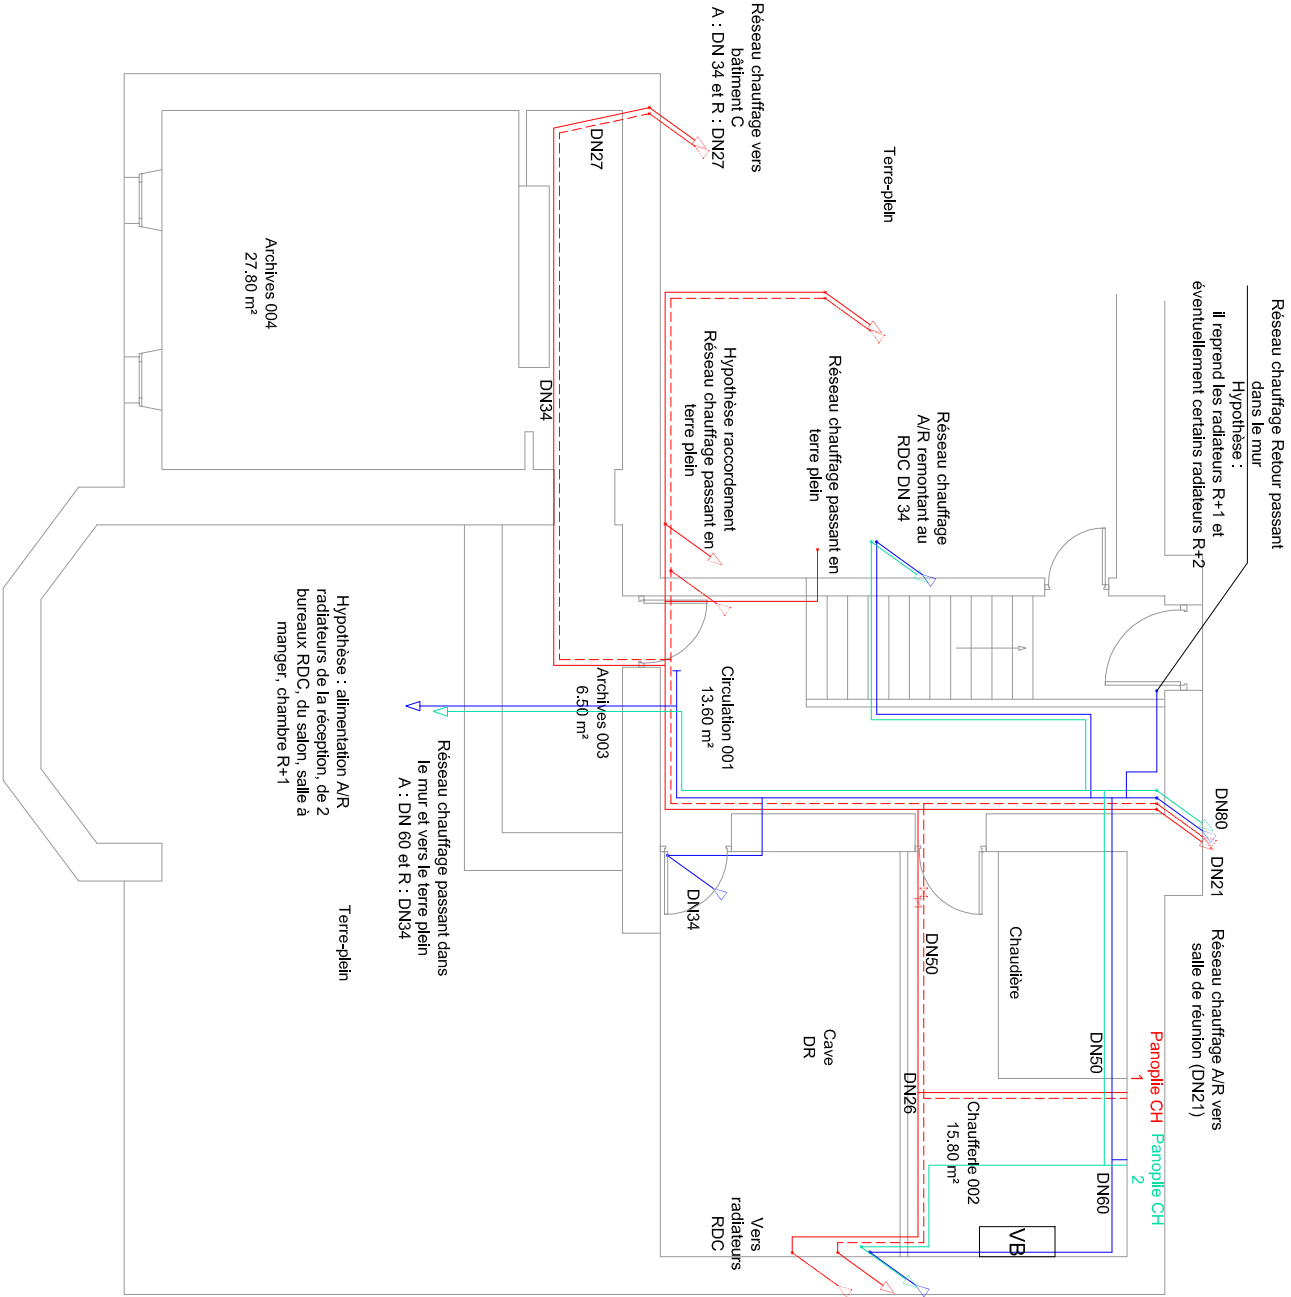 Réseau chauffage Retour passant
dans le mur
Hypothèse :
il reprend les radiateurs R+1 et
éventuellement certains radiateurs R+2
DN80
DN21
Réseau chauffage A/R vers
salle de réunion (DN21)
Panoplie CH
1
Panoplie CH
2
DN50
DN60
Chaudière
VB
Chaufferie 002
15.80 m²
DN50
DN26
Réseau chauffage
A/R remontant au
RDC DN 34
Terre-plein
Réseau chauffage passant en
terre plein
Cave
DR
Réseau chauffage vers
bâtiment C
A : DN 34 et R : DN27
Hypothèse raccordement
Réseau chauffage passant en
terre plein
Circulation 001
13.60 m²
DN34
Vers
radiateurs
RDC
DN27
Archives 003
6.50 m²
DN34
Réseau chauffage passant dans
le mur et vers le terre plein
A : DN 60 et R : DN34
Hypothèse : alimentation A/R
radiateurs de la réception, de 2
bureaux RDC, du salon, salle à
manger, chambre R+1
Terre-plein
Archives 004
27.80 m²